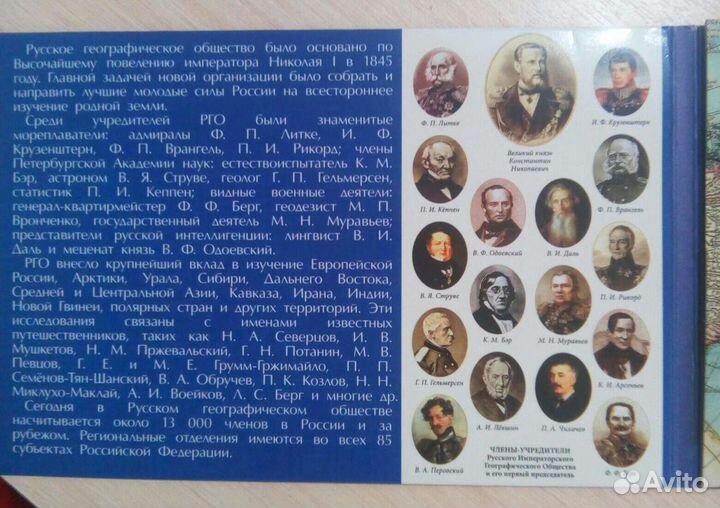 Русское географическое общество было основано по
Высочайшему повелению императора Николая I в 1845
году. Главной задачей новой организации было собрать и
направить лучшие молодые силы России на всестороннее
изучение родной земли.
Среди учредителей РГО были знаменитые
мореплаватели: адмиралы Ф. П. Литке, И. Ф.
Крузенштерн, Ф. П. Врангель, П. И. Рикорд; члены
Петербургской Академии наук: естествоиспытатель К. М.
Бэр, астроном В. Я. Струве, геолог Г. П. Гельмерсен,
статистик П. И. Кеппен; видные военные деятели:
генерал-квартирмейстер Ф. Ф. Берг, геодезист М. П.
Вронченко, государственный деятель М. Н. Муравьев;
представители русской интеллигенции: лингвист В. И.
Даль и меценат князь В. Ф. Одоевский.
РГО внесло крупнейший вклад в изучение Европейской
России, Арктики, Урала, Сибири, Дальнего Востока,
Средней и Центральной Азии, Кавказа, Ирана, Индии,
Новой Гвинеи, полярных стран и других территорий. Эти
исследования связаны с именами известных
путешественников, таких как Н. А. Северцов, И. В.
Мушкетов, Н. М. Пржевальский, Г. Н. Потанин, М. В.
Певцов, Г. Е. и М. Е. Грумм-Гржимайло, П. П.
Семёнов-Тян-Шанский, В. А. Обручев, П. К. Козлов, Н. Н.
Миклухо-Маклай, А. И. Воейков, Л. С. Берг и многие др.
Сегодня в Русском географическом обществе
насчитывается около 13 000 членов в России и за
рубежом. Региональные отделения имеются во всех 85
субъектах Российской Федерации.
Ф. П. Литке
Великий князь
Константин
Николаевич
И. Ф. Крузенштерн
П. И. Кёппен
Ф. П. Врангель
В. Ф. Одоевский
В. И. Даль
В. Я. Струве
П. И. Рикорд
К. М. Бэр
М. Н. Муравьев
Г. П. Гельмерсен
К. И. Арсеньев
А. И. Лёвшин
П. А. Чихачев
В. А. Перовский
ЧЛЕНЫ-УЧРЕДИТЕЛИ
Русского Императорского
Географического Общества
и его первый председатель
Ф. Ф.
Avito